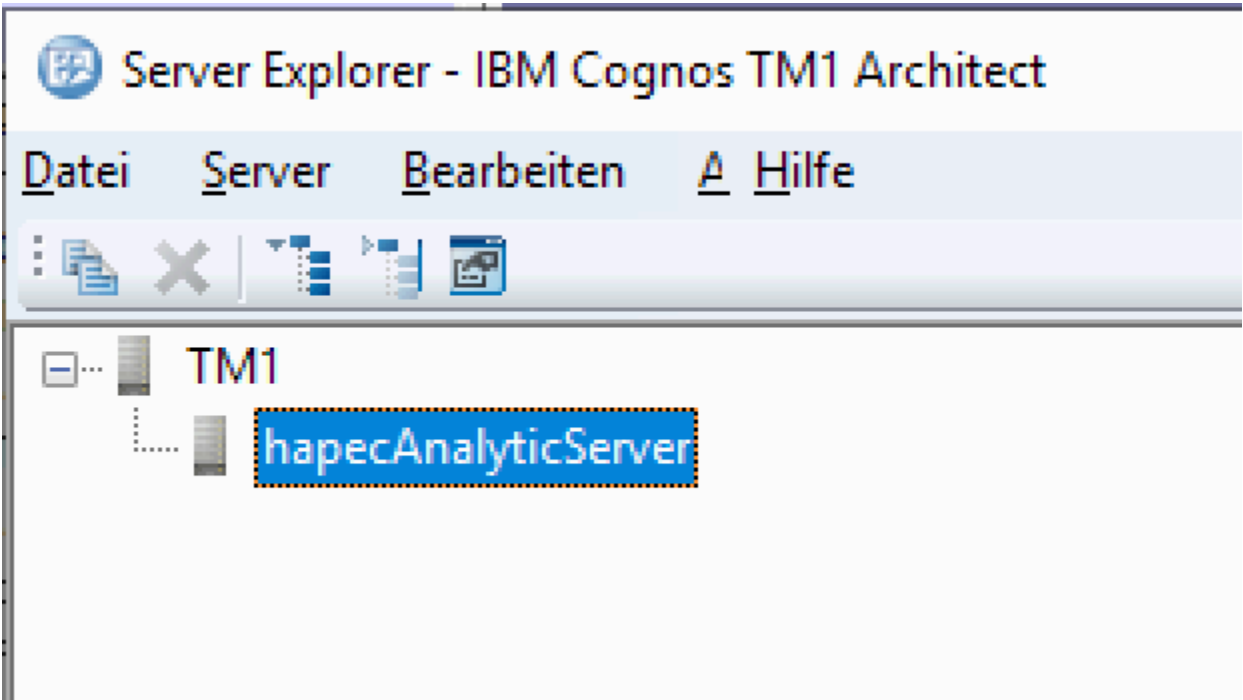 Server Explorer - IBM Cognos TM1 Architect
Datei Server Bearbeiten A Hilfe
TM1
hapecAnalyticServer